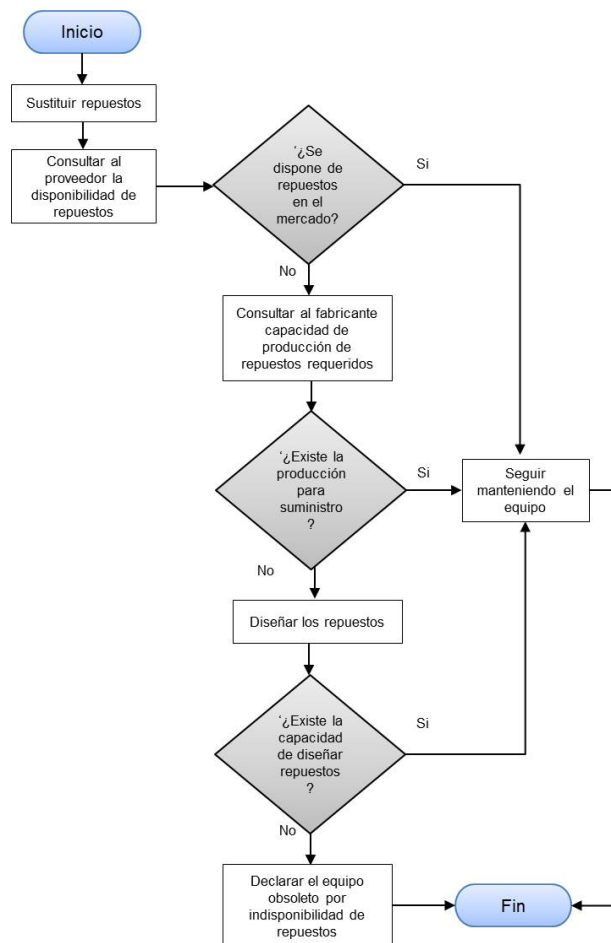 Inicio
Sustituir repuestos
Consultar al
proveedor la
disponibilidad de
repuestos
‘¿Se
dispone de
repuestos
en el
mercado?
Si
No
Consultar al fabricante
capacidad de
producción de
repuestos requeridos
‘¿Existe la
producción
para
suministro
?
Si
Seguir
manteniendo el
equipo
No
Diseñar los repuestos
‘¿Existe la
capacidad
de diseñar
repuestos
?
Si
No
Declarar el equipo
obsoleto por
indisponibilidad de
repuestos
Fin